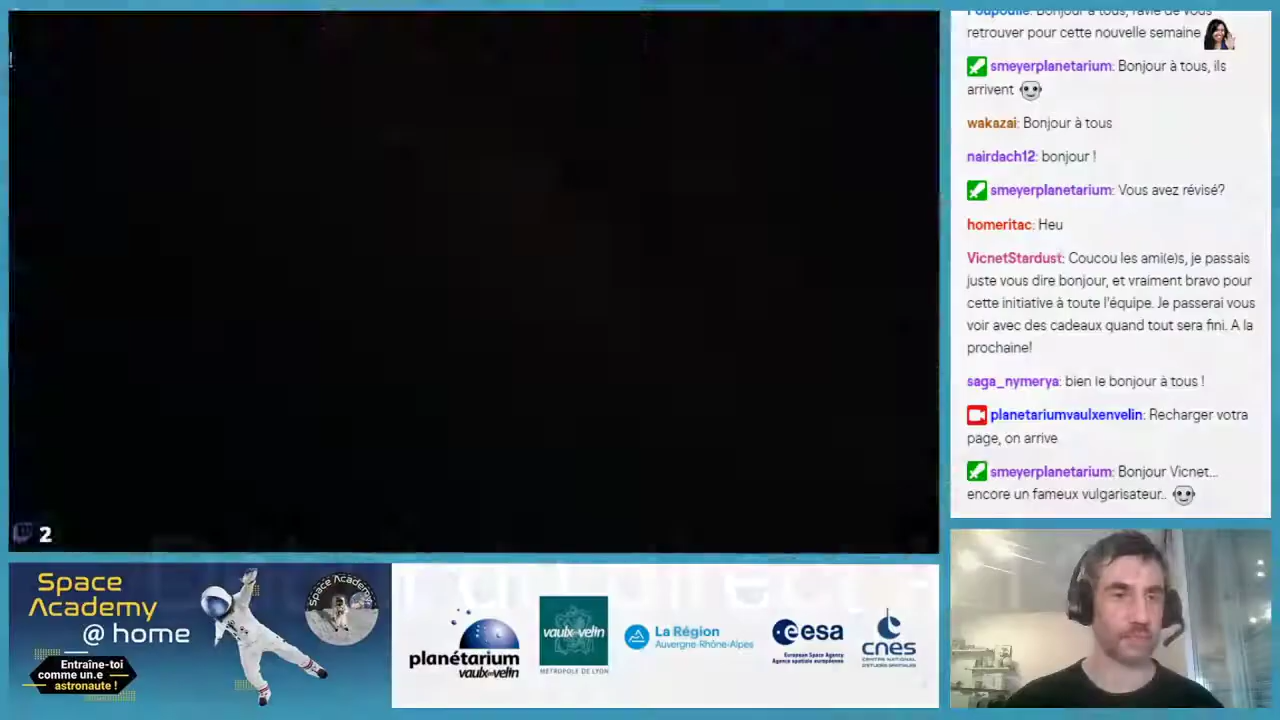 retrouver pour cette nouvelle semaine
smeyerplanetarium: Bonjour à tous, ils
arrivent
wakazai: Bonjour à tous
nairdach12: bonjour !
smeyerplanetarium: Vous avez révisé?
homeritac: Heu
VicnetStardust: Coucou les ami(e)s, je passais
juste vous dire bonjour, et vraiment bravo pour
cette initiative à toute l'équipe. Je passerai vous
voir avec des cadeaux quand tout sera fini. A la
prochaine!
saga_nymerya: bien le bonjour à tous !
planetariumvaulxenvelin: Recharger votra
page, on arrive
smeyerplanetarium: Bonjour Vicnet...
encore un fameux vulgarisateur..
2
Space
Academy
@ home
Entraîne-toi
comme un.e
astronaute !
Space Academy
planétarium
vaulx-en-velin
vaulx-en-velin
MÉTROPOLE DE LYON
La Région
Auvergne-Rhône-Alpes
esa
European Space Agency
Agence spatiale européenne
cnes
CENTRE NATIONAL
D'ÉTUDES SPATIALES